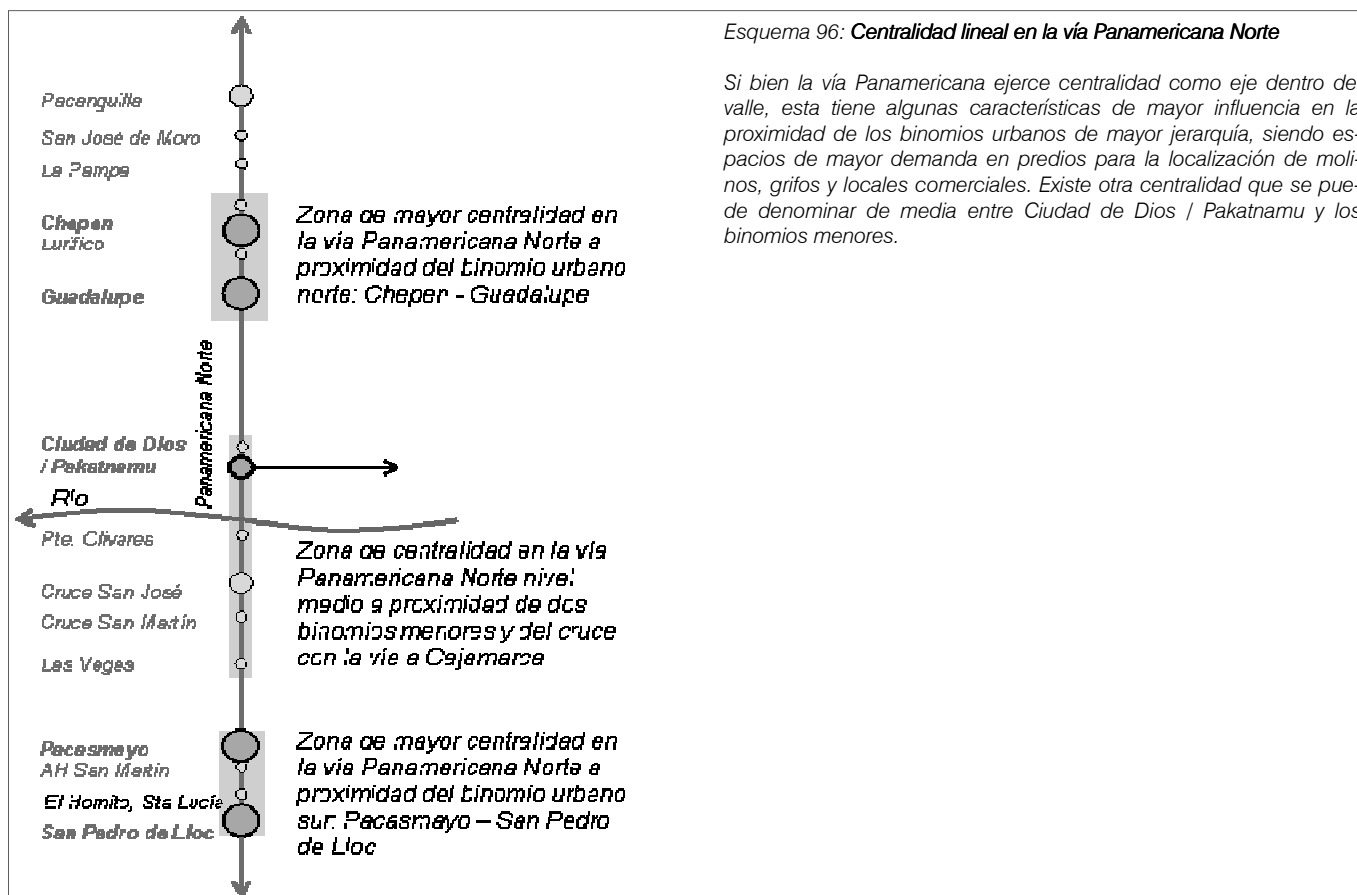 Esquema 96: Centralidad lineal en la vía Panamericana Norte
Si bien la vía Panamericana ejerce centralidad como eje dentro de
valle, esta tiene algunas características de mayor influencia en la
proximidad de los binomios urbanos de mayor jerarquía, siendo es-
pacios de mayor demanda en predios para la localización de moli-
nos, grifos y locales comerciales. Existe otra centralidad que se pue-
de denominar de media entre Ciudad de Dios / Pakatnamu y los
binomios menores.
Pacanguilla
San José de Moro
La Pampa
Chepen
Lurífico
Guadalupe
Zona de mayor centralidad en
la vía Panamericana Norte a
proximidad del binomio urbano
norte: Chepen - Guadalupe
Panamericana Norte
Ciudad de Dios
/ Pakatnamu
Río
Pte. Olivares
Cruce San José
Cruce San Martín
Las Vegas
Zona de centralidad en la vía
Panamericana Norte nivel
medio a proximidad de dos
binomios menores y del cruce
con la vía a Cajamarca
Pacasmayo
AH San Martín
El Hornito, Sta Lucía
San Pedro de Lloc
Zona de mayor centralidad en
la vía Panamericana Norte a
proximidad del binomio urbano
sur: Pacasmayo – San Pedro
de Lloc